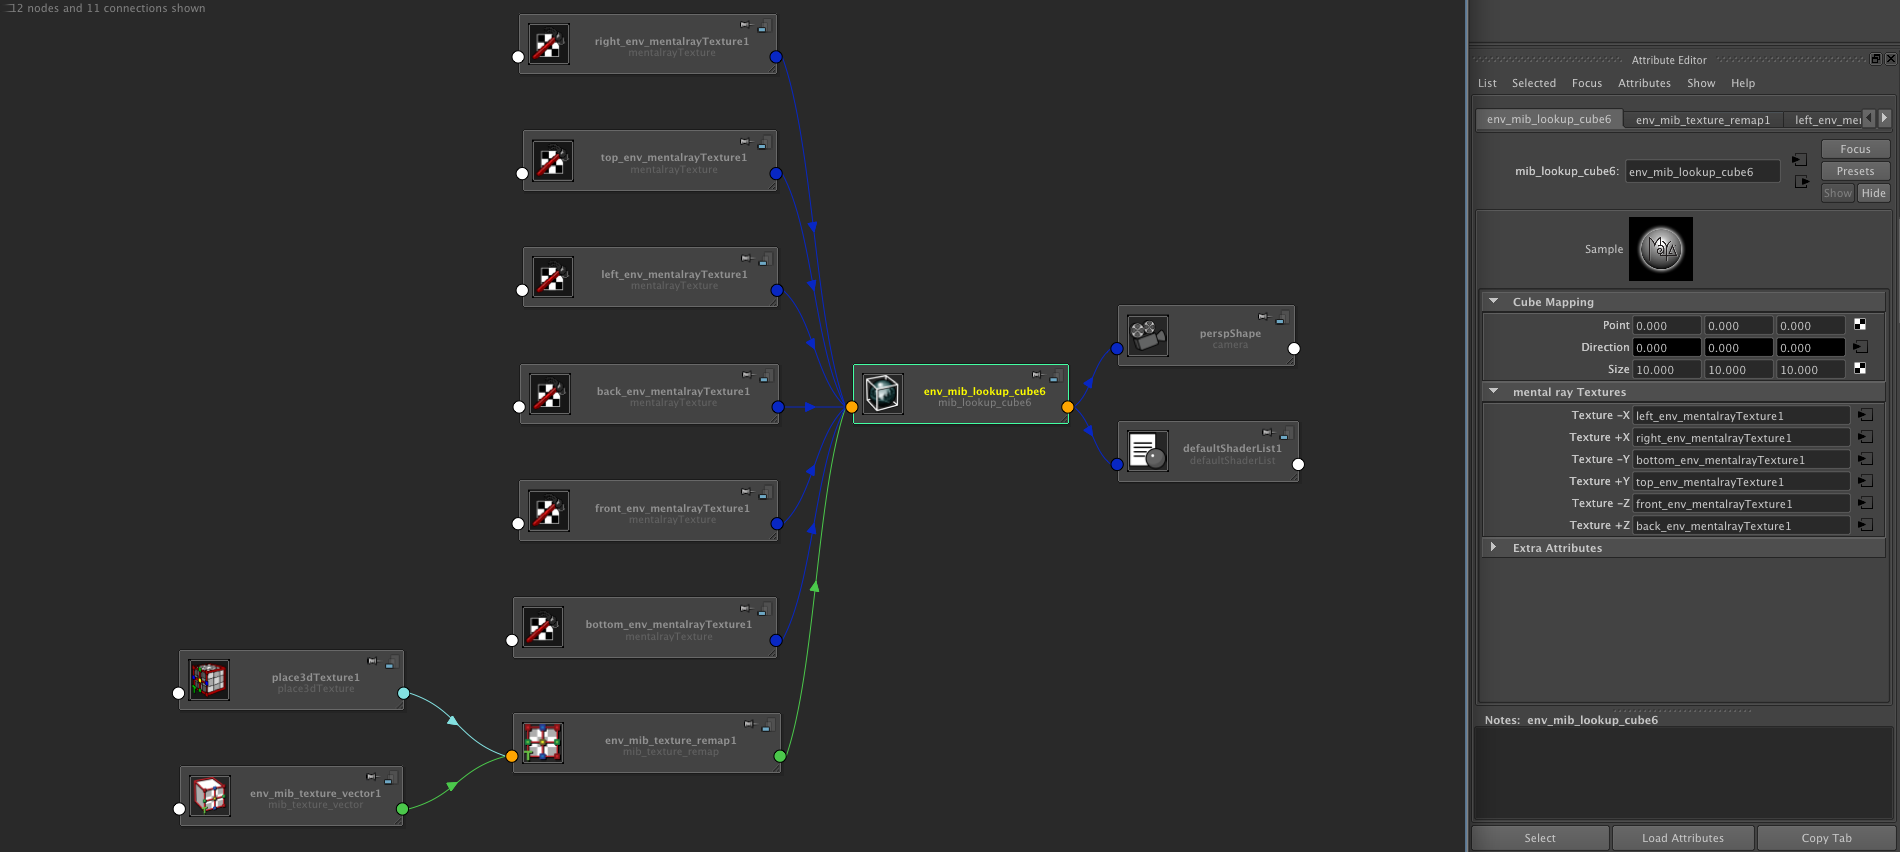 12 nodes and 11 connections shown
right_env_mentalrayTexture1
mentalrayTexture
top_env_mentalrayTexture1
mentalrayTexture
left_env_mentalrayTexture1
mentalrayTexture
back_env_mentalrayTexture1
mentalrayTexture
front_env_mentalrayTexture1
mentalrayTexture
bottom_env_mentalrayTexture1
mentalrayTexture
place3dTexture1
place3dTexture
env_mib_texture_vector1
mib_texture_vector
env_mib_texture_remap1
mib_texture_remap
env_mib_lookup_cube6
mib_lookup_cube6
perspShape
camera
defaultShaderList1
defaultShaderList
Attribute Editor
List Selected Focus Attributes Show Help
env_mib_lookup_cube6 env_mib_texture_remap1 left_env_mei
Focus
mib_lookup_cube6: env_mib_lookup_cube6 Presets
Show Hide
Sample MAYA
Cube Mapping
Point 0.000 0.000 0.000
Direction 0.000 0.000 0.000
Size 10.000 10.000 10.000
mental ray Textures
Texture -X left_env_mentalrayTexture1
Texture +X right_env_mentalrayTexture1
Texture -Y bottom_env_mentalrayTexture1
Texture +Y top_env_mentalrayTexture1
Texture -Z front_env_mentalrayTexture1
Texture +Z back_env_mentalrayTexture1
Extra Attributes
Notes: env_mib_lookup_cube6
Select Load Attributes Copy Tab